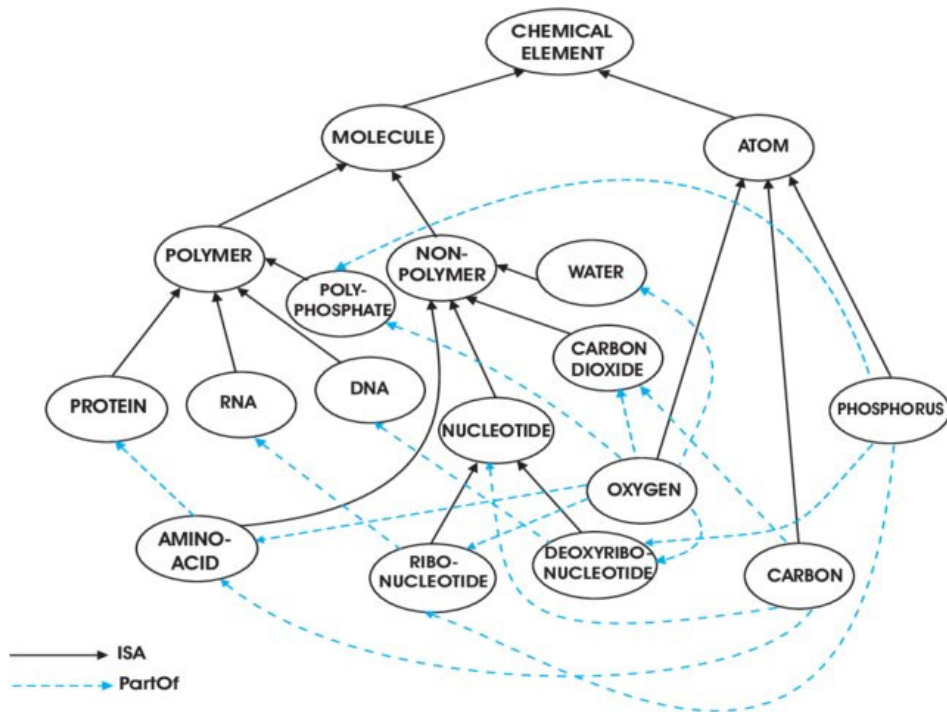 CHEMICAL
ELEMENT
MOLECULE
ATOM
POLYMER
NON-
POLYMER
WATER
POLY-
PHOSPHATE
CARBON
DIOXIDE
PROTEIN
RNA
DNA
PHOSPHORUS
NUCLEOTIDE
OXYGEN
AMINO-
ACID
RIBO-
NUCLEOTIDE
DEOXYRIBO-
NUCLEOTIDE
CARBON
ISA
PartOf